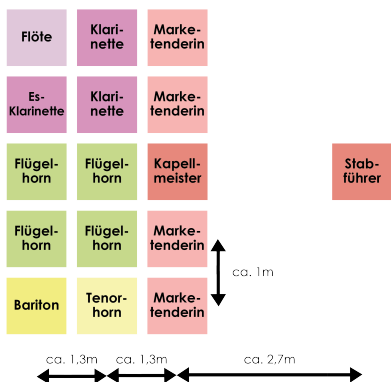 Flöte
Klari-
nette
Marke-
tenderin
Es-
Klarinette
Klari-
nette
Marke-
tenderin
Flügel-
horn
Flügel-
horn
Kapell-
meister
Stab-
führer
Flügel-
horn
Flügel-
horn
Marke-
tenderin
ca. 1m
Bariton
Tenor-
horn
Marke-
tenderin
ca. 1,3m
ca. 1,3m
ca. 2,7m